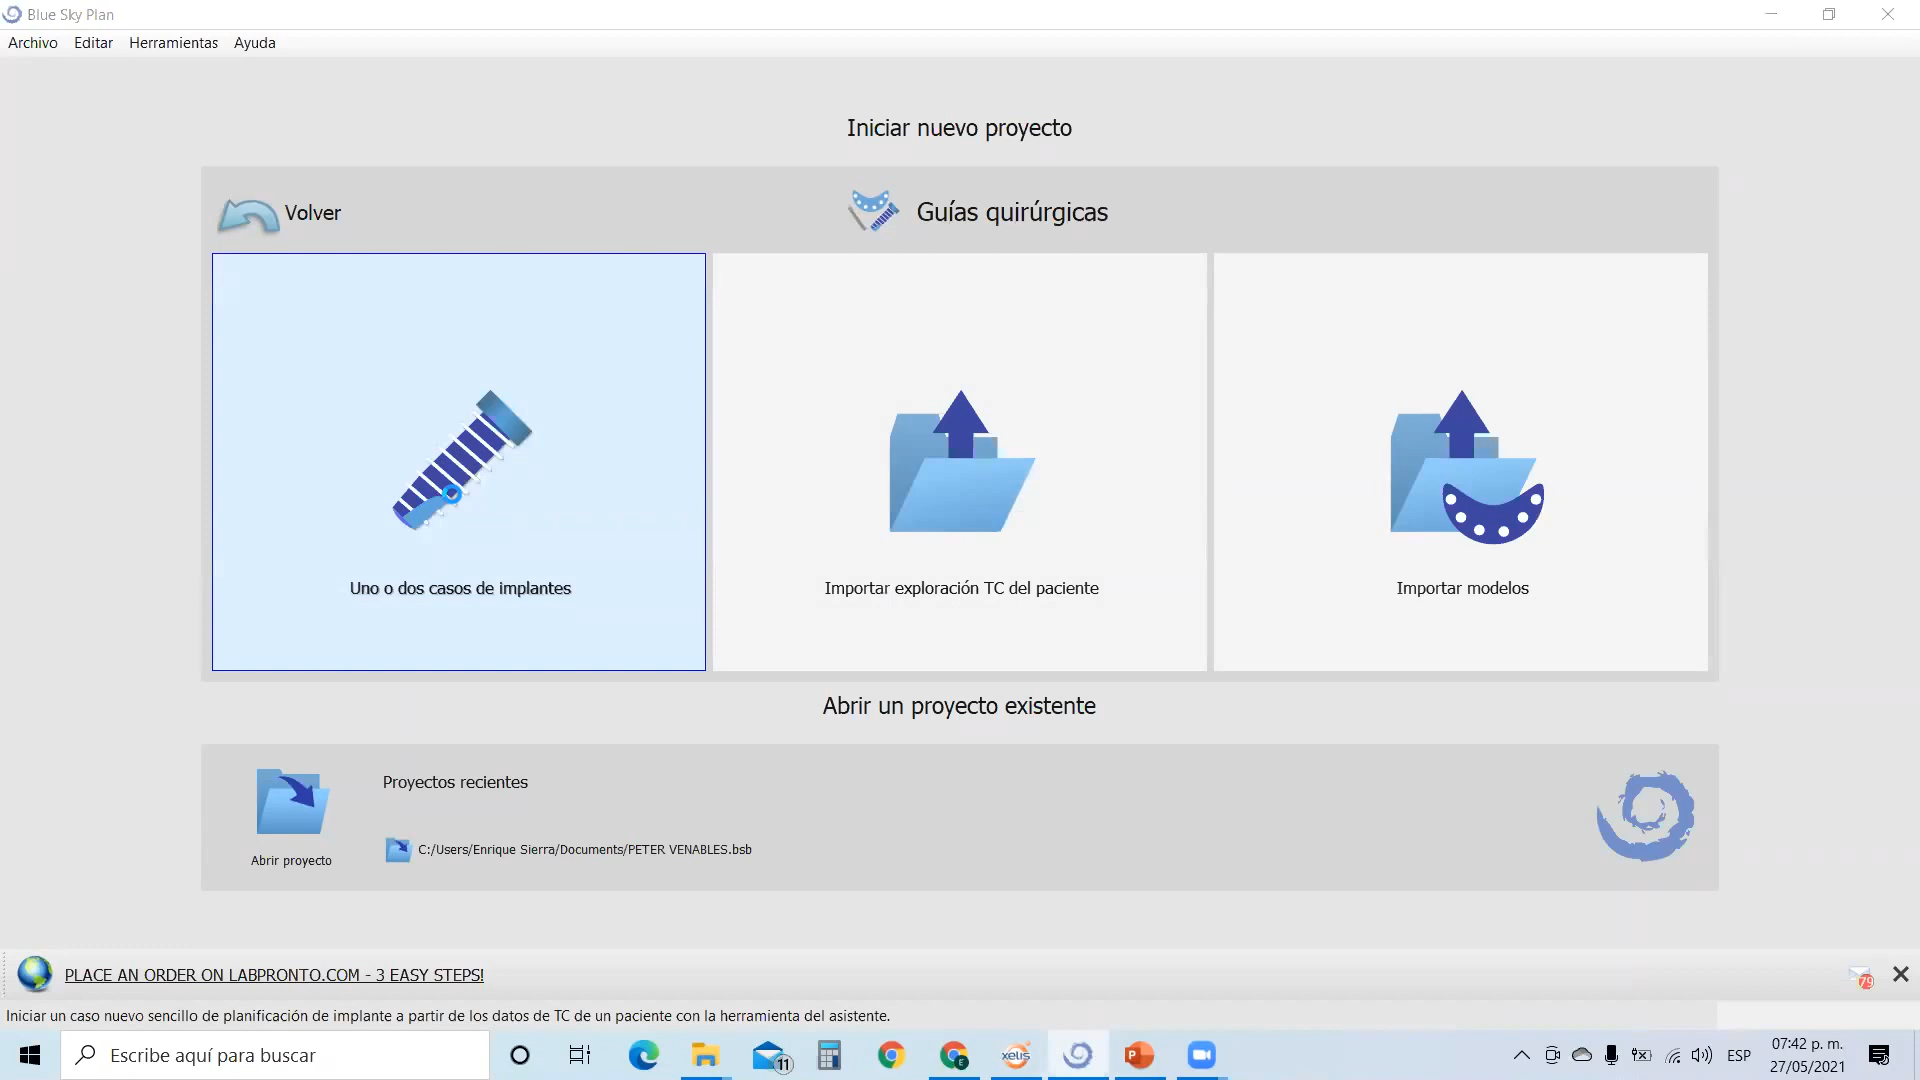 Blue Sky Plan
Archivo Editar Herramientas Ayuda
Iniciar nuevo proyecto
Volver
Guías quirúrgicas
Uno o dos casos de implantes
Importar exploración TC del paciente
Importar modelos
Abrir un proyecto existente
Proyectos recientes
C:/Users/Enrique Sierra/Documents/PETER VENABLES.bsb
Abrir proyecto
PLACE AN ORDER ON LABPRONTO.COM - 3 EASY STEPS!
79
Iniciar un caso nuevo sencillo de planificación de implante a partir de los datos de TC de un paciente con la herramienta del asistente.
Escribe aquí para buscar
11
E
xelis
P
ESP
07:42 p. m.
27/05/2021